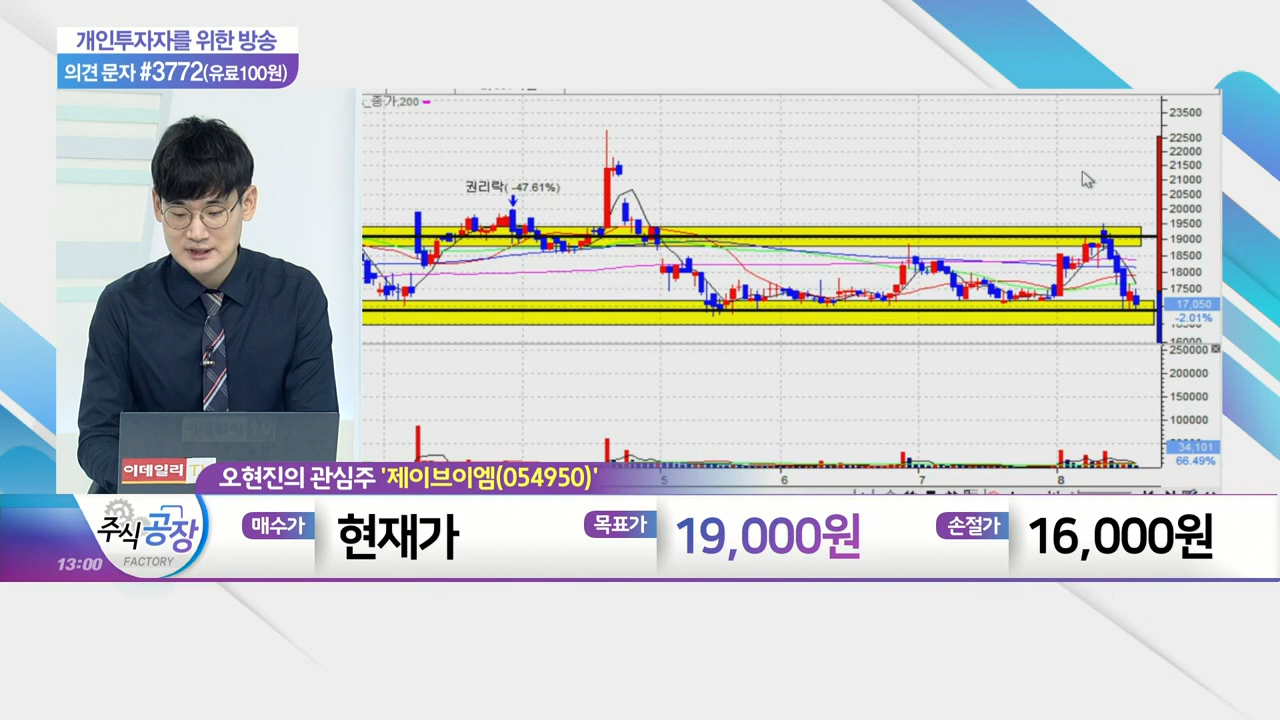 개인투자자를 위한 방송
의견 문자 #3772(유료100원)
종가,200
권리락( -47.61%)
23500
22500
22000
21500
21000
20500
20000
19500
19000
18500
18000
17500
17,050
-2.01%
16000
250000
200000
150000
100000
34,101
66.49%
5
6
7
8
이데일리 TV
오현진의 관심주 '제이브이엠(054950)'
주식공장
FACTORY
13:00
매수가
현재가
목표가
19,000원
손절가
16,000원